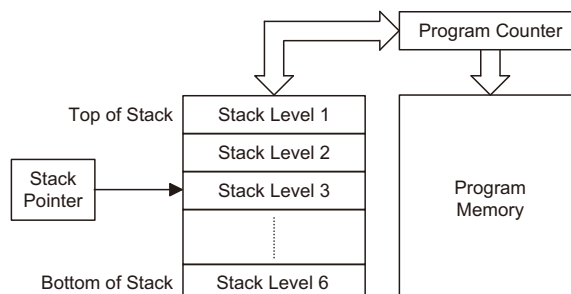 Program Counter
Top of Stack
Stack Level 1
Stack Level 2
Stack
Pointer
Stack Level 3
Program
Memory
Bottom of Stack
Stack Level 6